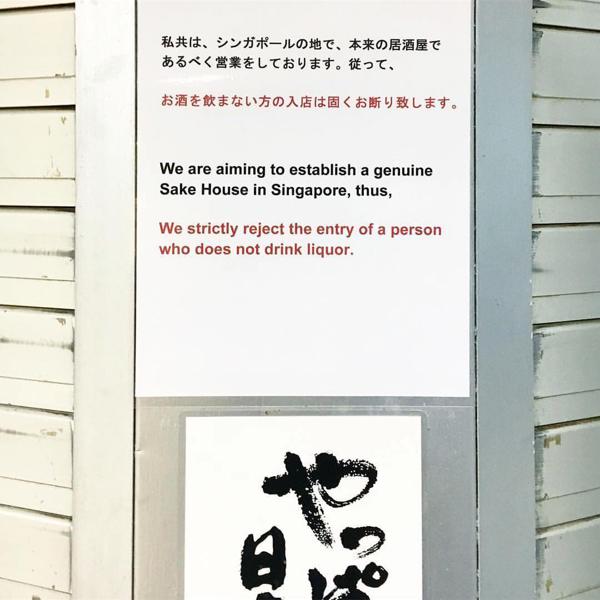 私共は、シンガポールの地で、本来の居酒屋で
あるべく営業をしております。従って、
お酒を飲まない方の入店は固くお断り致します。
We are aiming to establish a genuine
Sake House in Singapore, thus,
We strictly reject the entry of a person
who does not drink liquor.
やっぱ
日